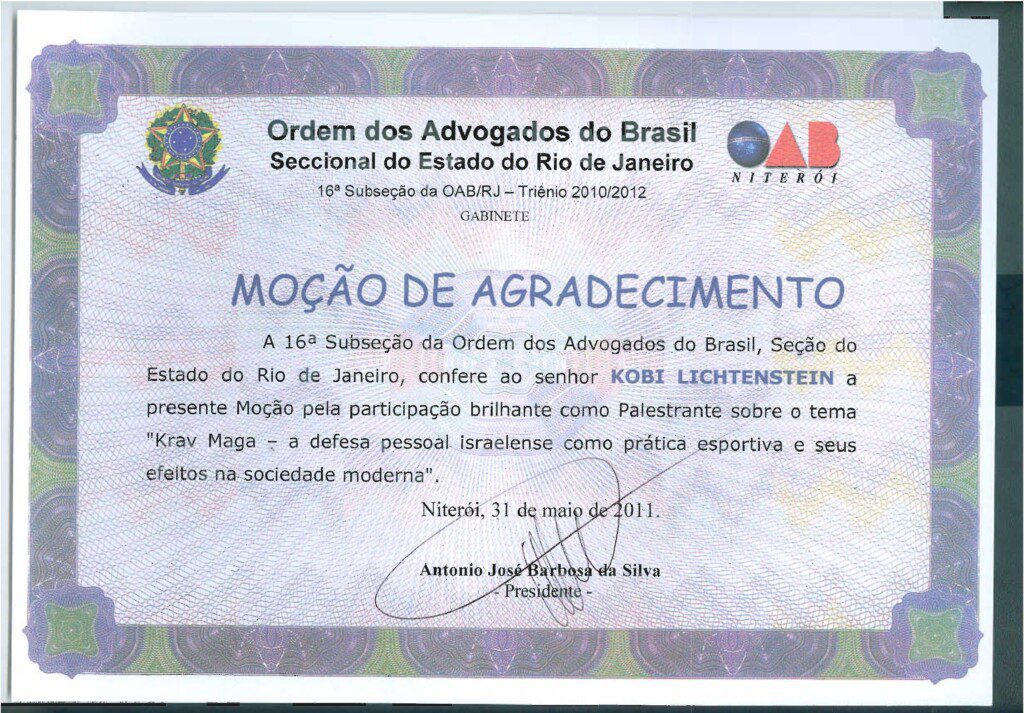 Ordem dos Advogados do Brasil
Seccional do Estado do Rio de Janeiro
16ª Subseção da OAB/RJ – Triênio 2010/2012
GABINETE
OAB
NITERÓI
MOÇÃO DE AGRADECIMENTO
A 16ª Subseção da Ordem dos Advogados do Brasil, Seção do
Estado do Rio de Janeiro, confere ao senhor KOBI LICHTENSTEIN a
presente Moção pela participação brilhante como Palestrante sobre o tema
"Krav Maga – a defesa pessoal israelense como prática esportiva e seus
efeitos na sociedade moderna".
Niterói, 31 de maio de 2011.
Antonio José Barbosa da Silva
- Presidente -